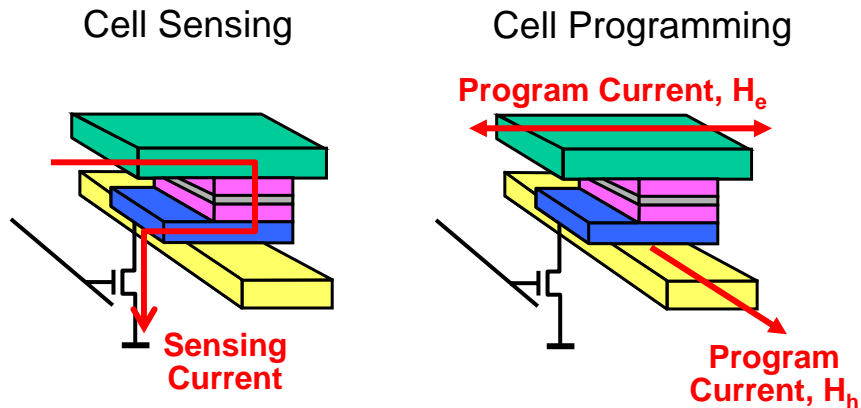 Cell Sensing
Cell Programming
Program Current, Hₑ
Sensing
Current
Program
Current, Hₕ